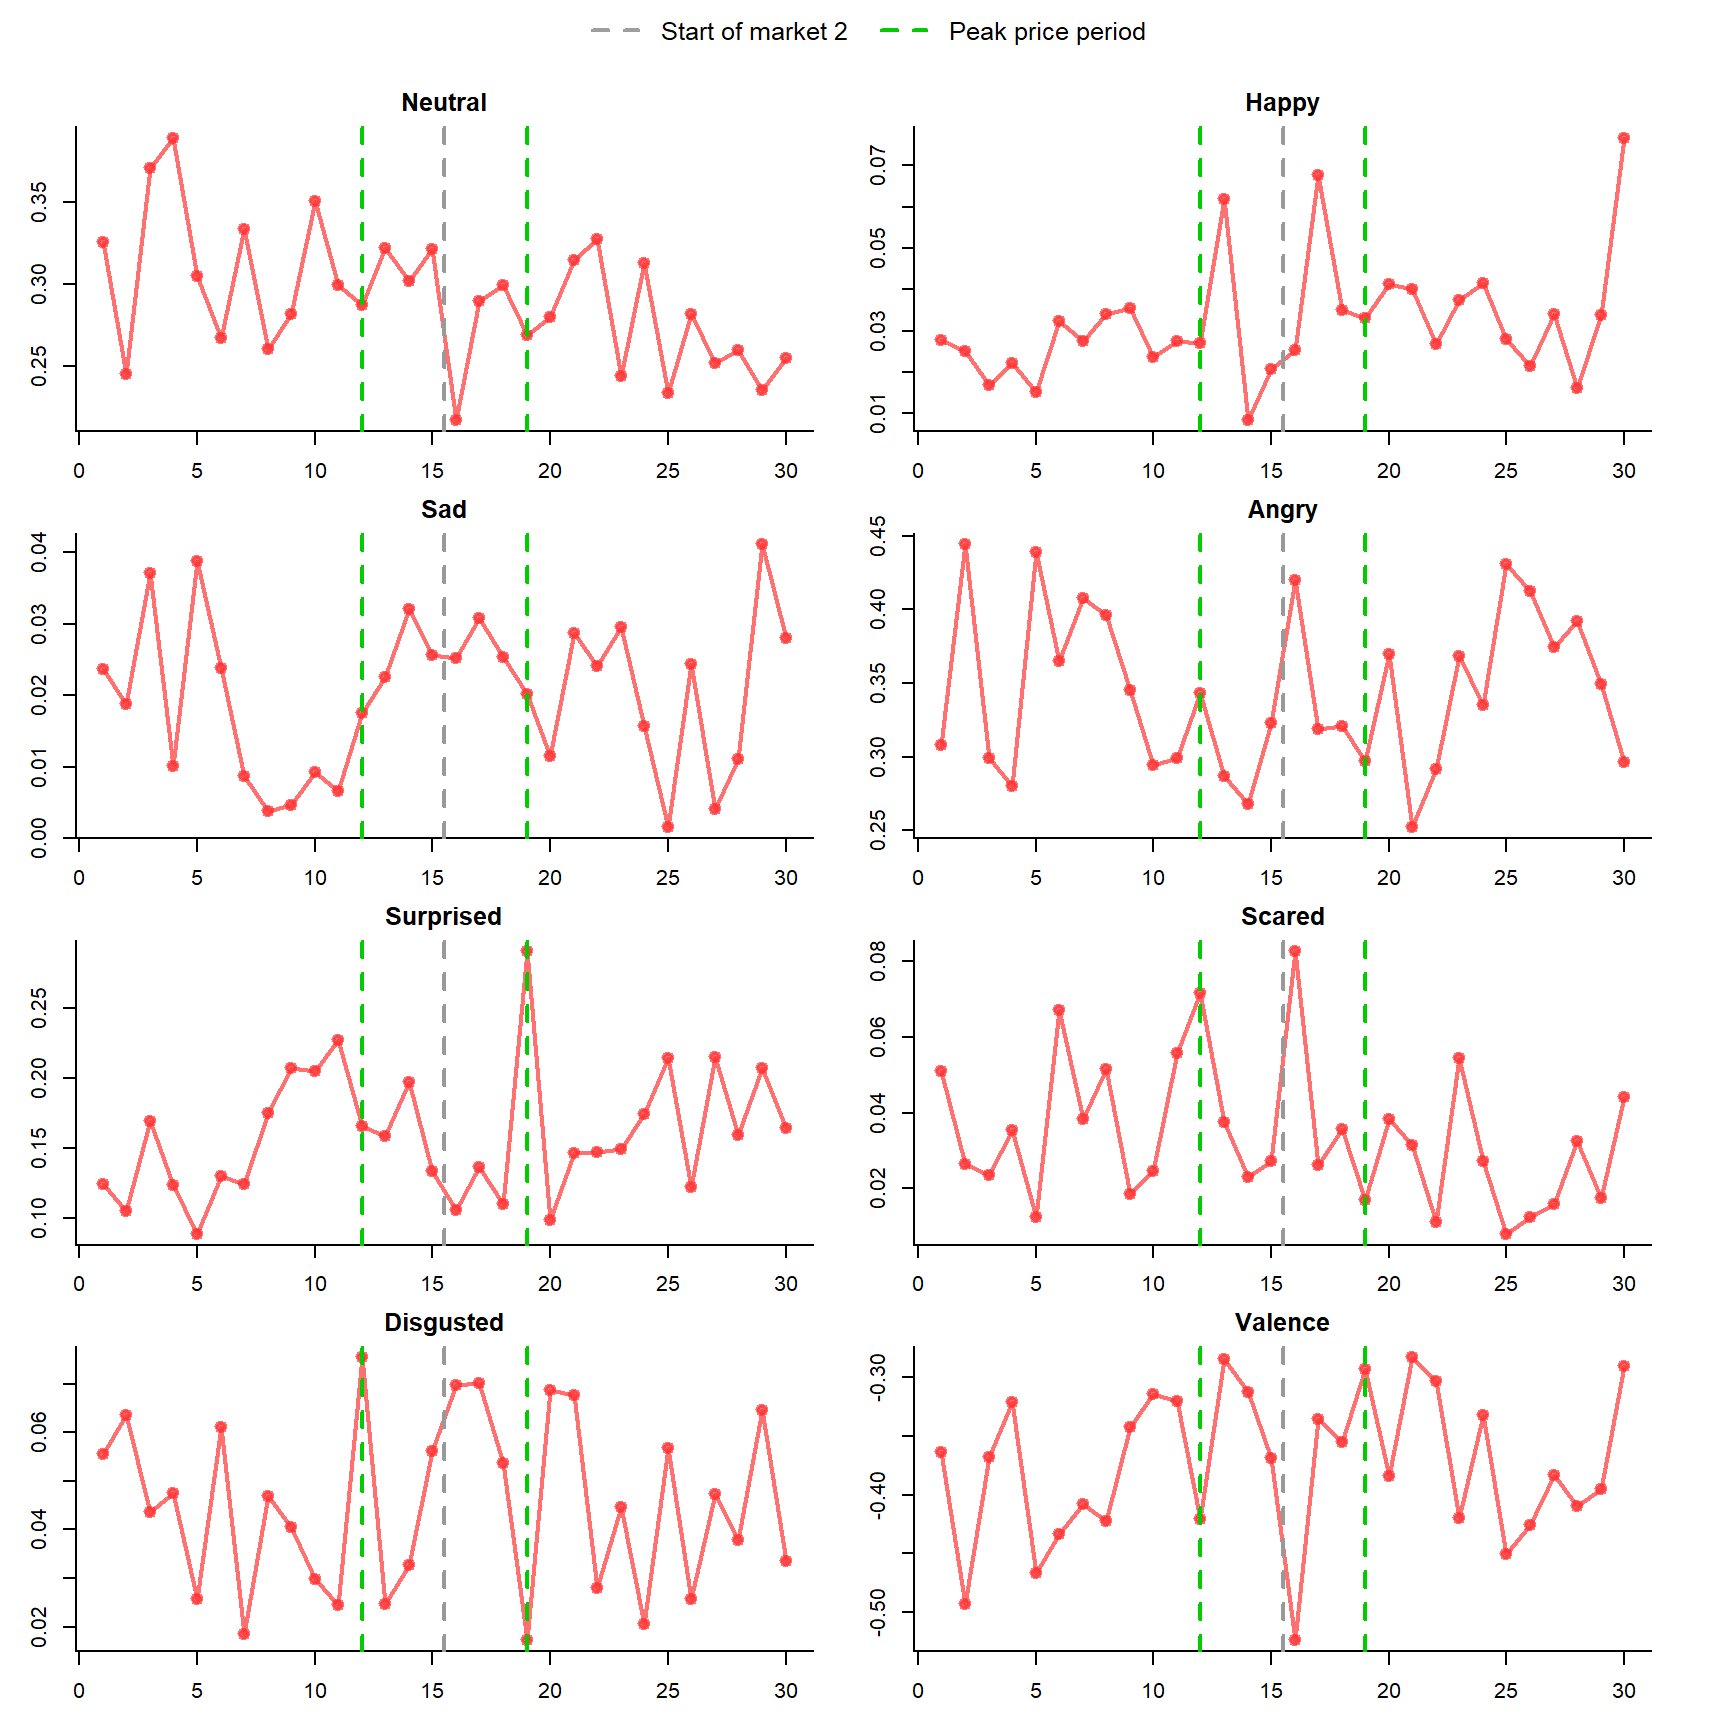 Start of market 2 Peak price period
Neutral
0.25 0.30 0.35
0 5 10 15 20 25 30
Happy
0.01 0.03 0.05 0.07
0 5 10 15 20 25 30
Sad
0.00 0.01 0.02 0.03 0.04
0 5 10 15 20 25 30
Angry
0.25 0.30 0.35 0.40 0.45
0 5 10 15 20 25 30
Surprised
0.10 0.15 0.20 0.25
0 5 10 15 20 25 30
Scared
0.02 0.04 0.06 0.08
0 5 10 15 20 25 30
Disgusted
0.02 0.04 0.06
0 5 10 15 20 25 30
Valence
-0.50 -0.40 -0.30
0 5 10 15 20 25 30